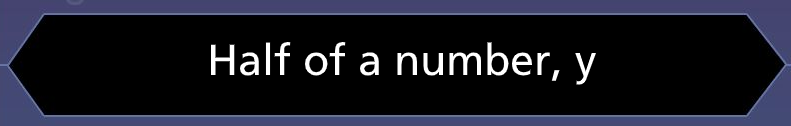 Half of a number, y